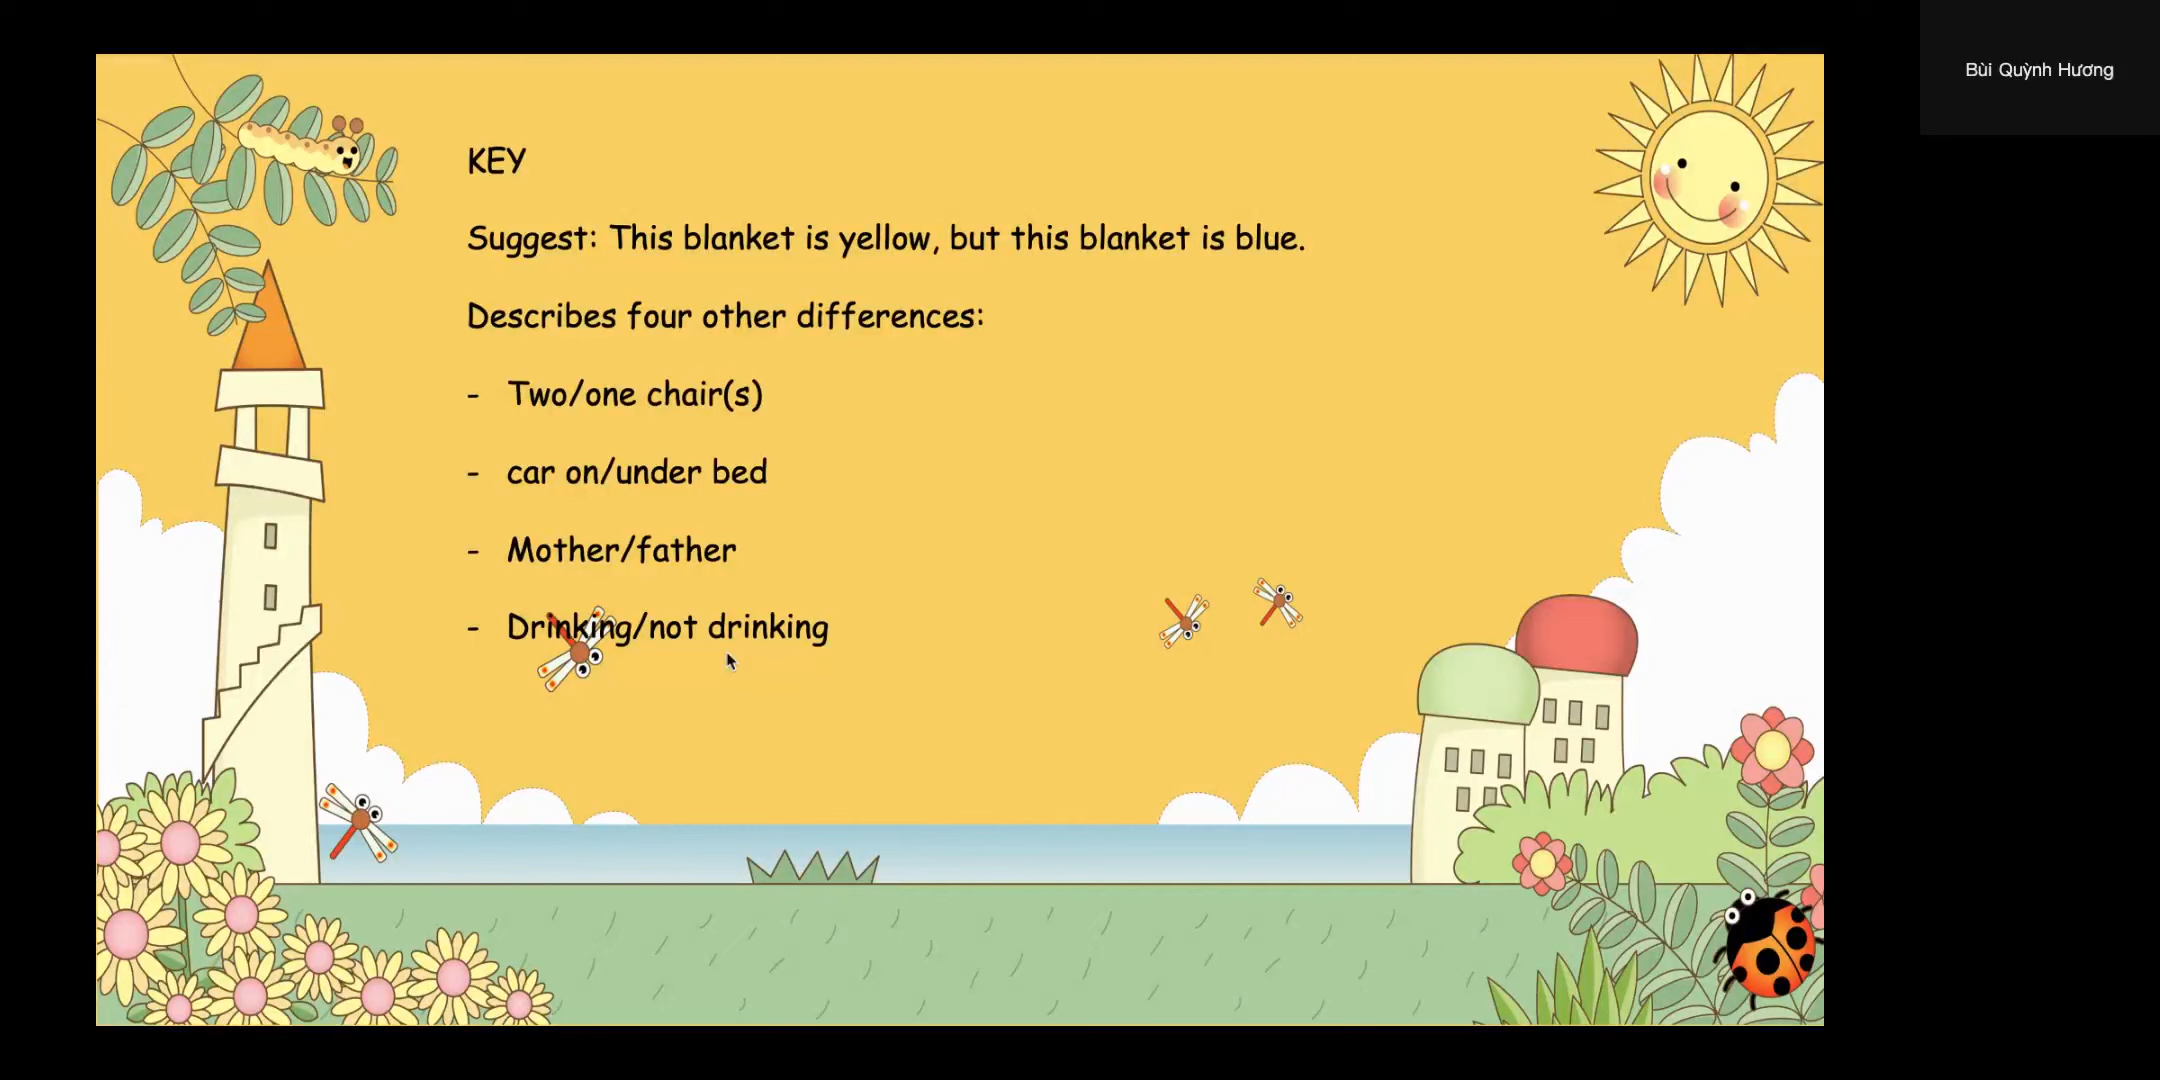 Bùi Quỳnh Hương
KEY
Suggest: This blanket is yellow, but this blanket is blue.
Describes four other differences:
- Two/one chair(s)
- car on/under bed
- Mother/father
- Drinking/not drinking